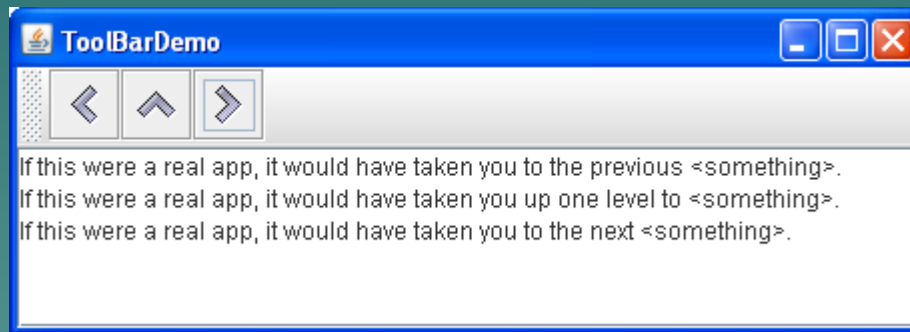 ToolBarDemo
If this were a real app, it would have taken you to the previous <something>.
If this were a real app, it would have taken you up one level to <something>.
If this were a real app, it would have taken you to the next <something>.